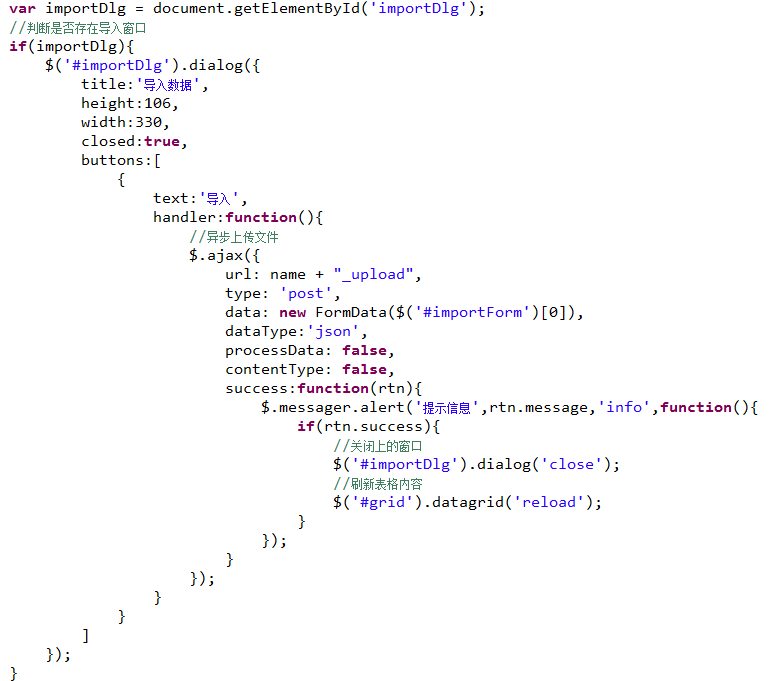 var importDlg = document.getElementById('importDlg');
//判断是否存在导入窗口
if(importDlg){
    $('#importDlg').dialog({
        title:'导入数据',
        height:106,
        width:330,
        closed:true,
        buttons:[
            {
                text:'导入',
                handler:function(){
                    //异步上传文件
                    $.ajax({
                        url: name + "_upload",
                        type: 'post',
                        data: new FormData($('#importForm')[0]),
                        dataType:'json',
                        processData: false,
                        contentType: false,
                        success:function(rtn){
                            $.messager.alert('提示信息',rtn.message,'info',function(){
                                if(rtn.success){
                                    //关闭上的窗口
                                    $('#importDlg').dialog('close');
                                    //刷新表格内容
                                    $('#grid').datagrid('reload');
                                }
                            });
                        }
                    });
                }
            }
        ]
    });
}